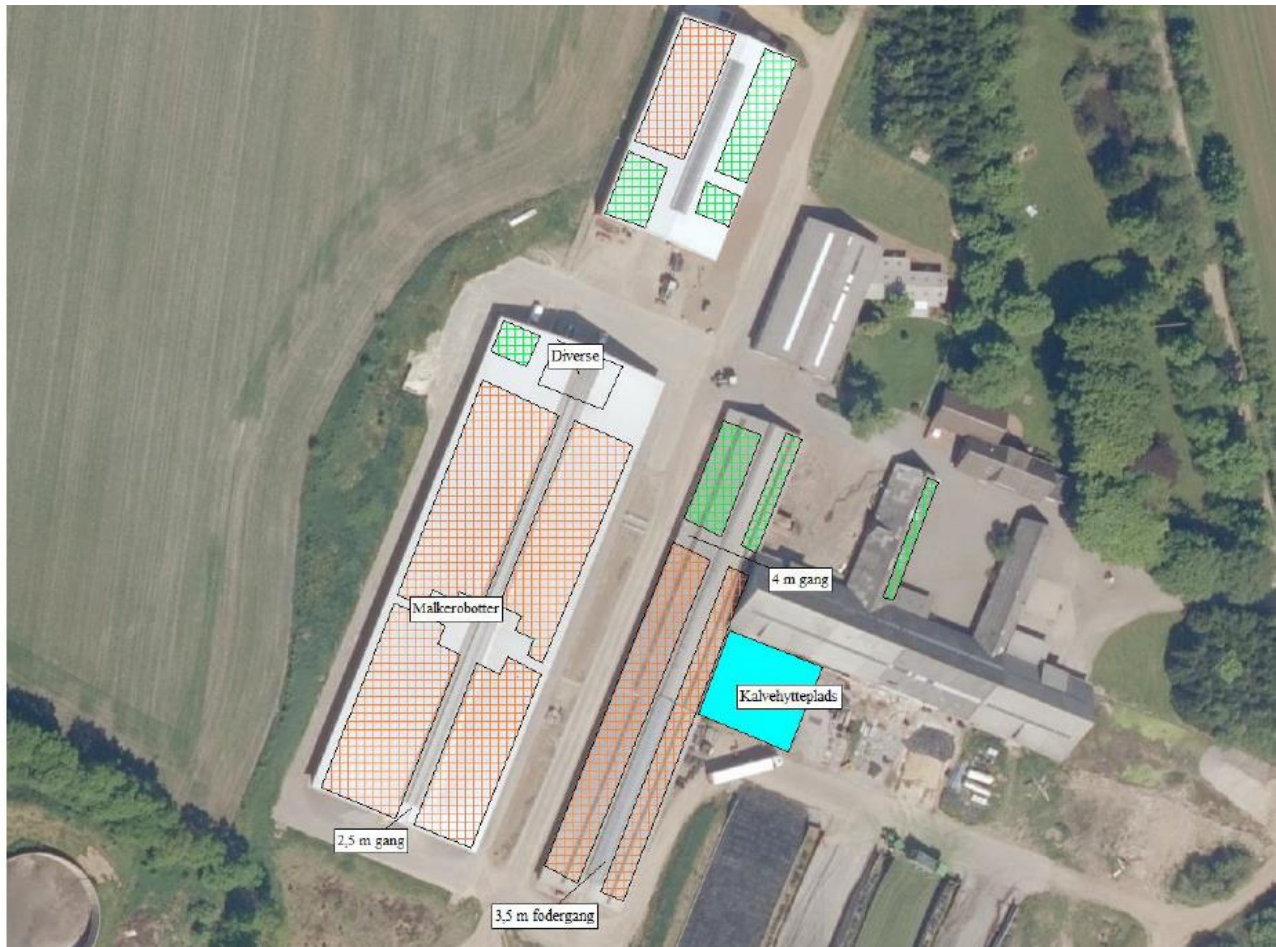 Diverse
4 m gang
Malkerobotter
Kalvehytteplads
2,5 m gang
3,5 m fodergang